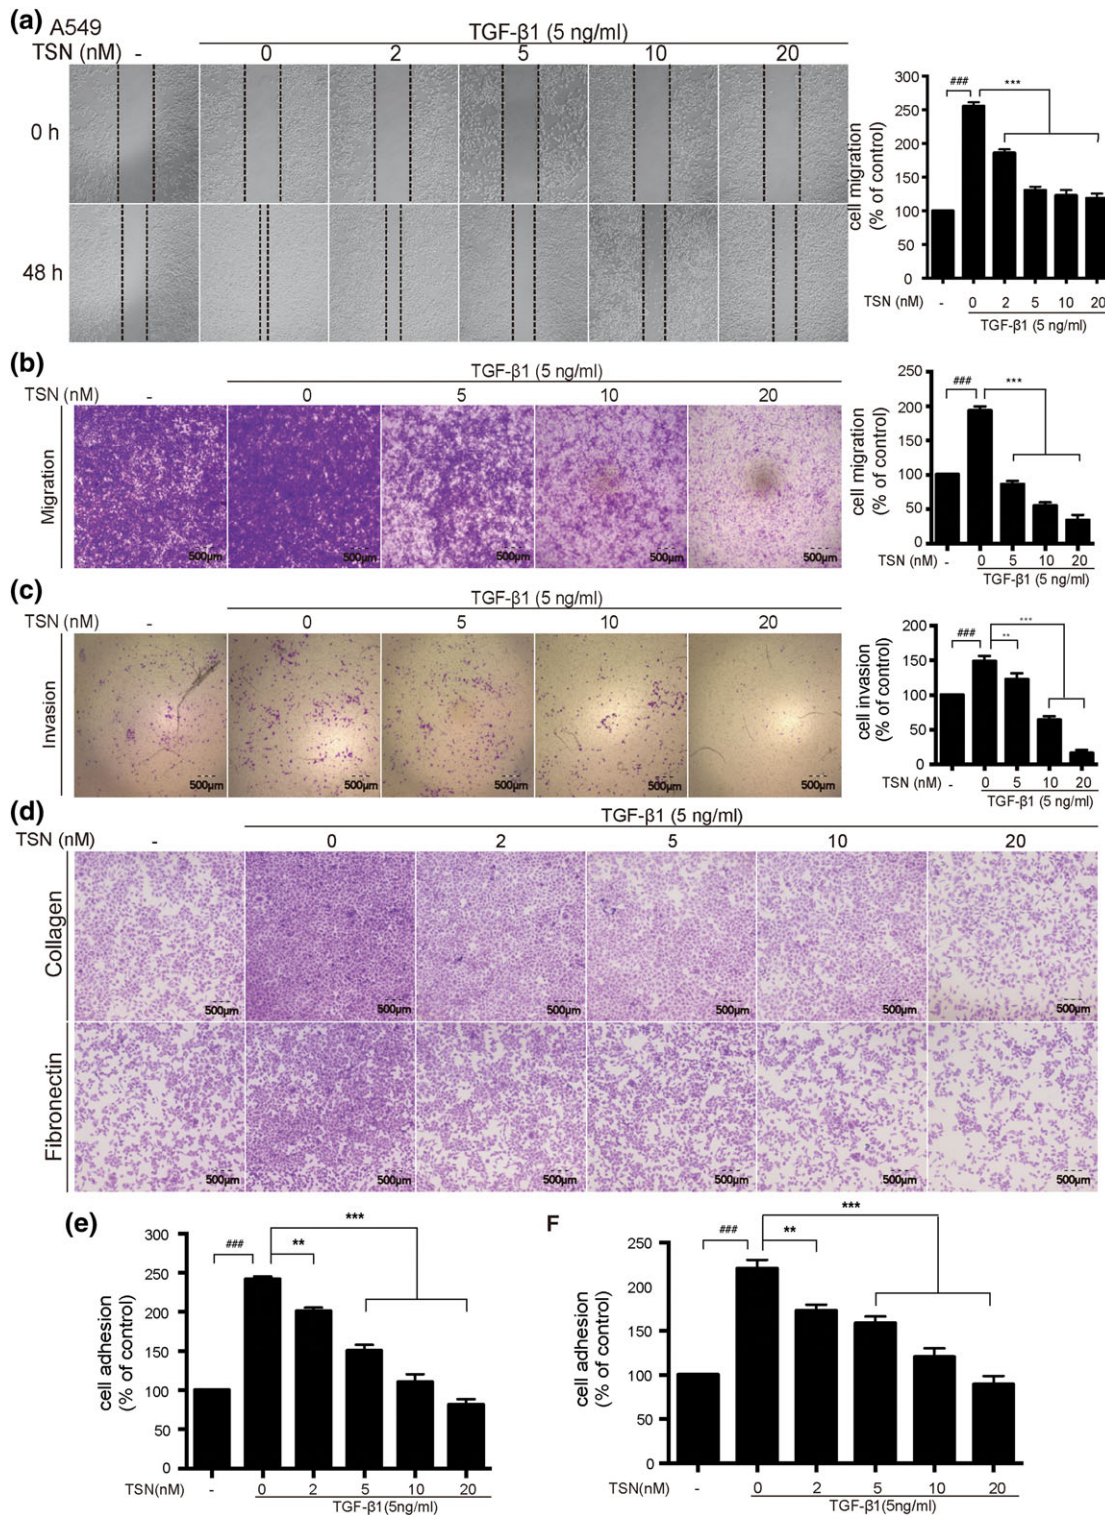 (a) A549
TGF-β1 (5 ng/ml)
TSN (nM) - 0 2 5 10 20
0 h
48 h
cell migration
(% of control)
300
250
200
150
100
50
0
###
***
TSN (nM) - 0 2 5 10 20
TGF-β1 (5 ng/ml)
(b)
TGF-β1 (5 ng/ml)
TSN (nM) - 0 5 10 20
Migration
500μm 500μm 500μm 500μm 500μm
cell migration
(% of control)
250
200
150
100
50
0
###
***
TSN (nM) - 0 5 10 20
TGF-β1 (5 ng/ml)
(c)
TGF-β1 (5 ng/ml)
TSN (nM) - 0 5 10 20
Invasion
500μm 500μm 500μm 500μm 500μm
cell invasion
(% of control)
200
150
100
50
0
###
**
***
TSN (nM) - 0 5 10 20
TGF-β1 (5 ng/ml)
(d)
TGF-β1 (5 ng/ml)
TSN (nM) - 0 2 5 10 20
Collagen
500μm 500μm 500μm 500μm 500μm 500μm
Fibronectin
500μm 500μm 500μm 500μm 500μm 500μm
(e)
cell adhesion
(% of control)
300
250
200
150
100
50
0
###
**
***
TSN(nM) - 0 2 5 10 20
TGF-β1(5ng/ml)
F
cell adhesion
(% of control)
250
200
150
100
50
0
###
**
***
TSN(nM) - 0 2 5 10 20
TGF-β1(5ng/ml)